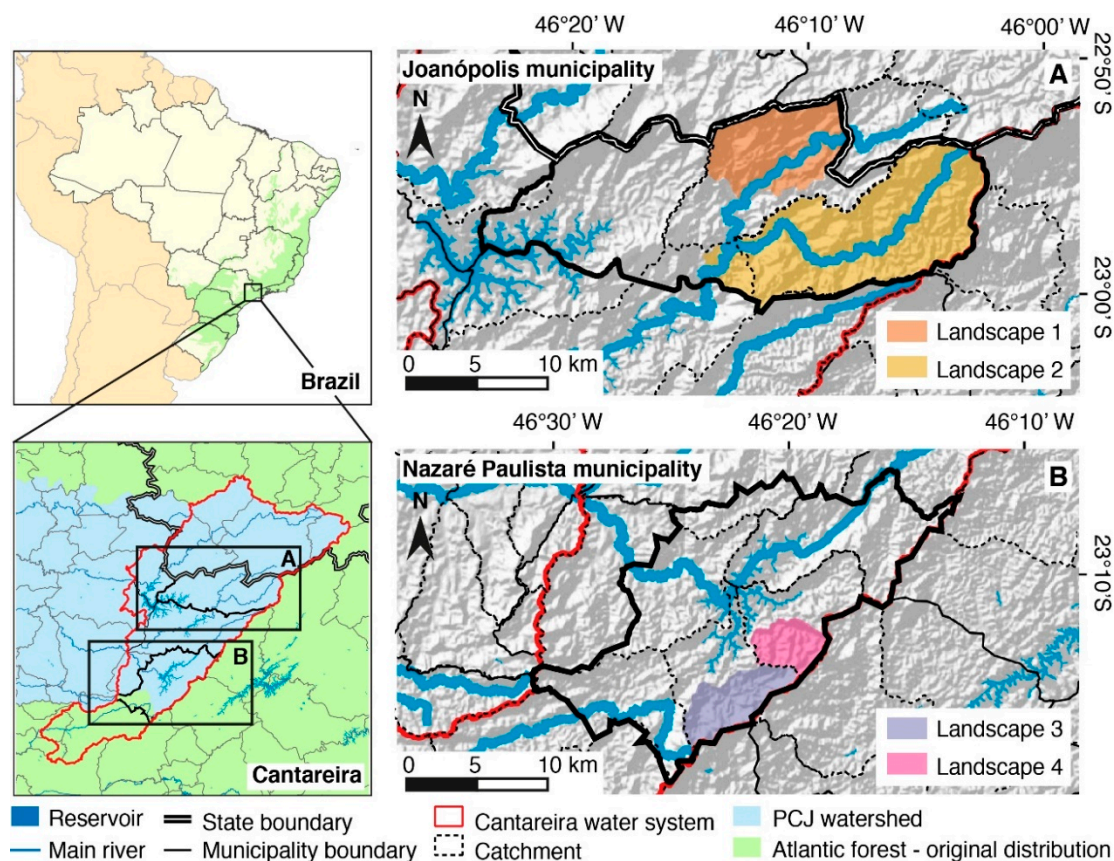 Brazil
Cantareira
A
B
46°20' W
46°10' W
46°00' W
22°50' S
23°00' S
Joanópolis municipality
A
N
Landscape 1
Landscape 2
0
5
10 km
46°30' W
46°20' W
46°10' W
23°10' S
Nazaré Paulista municipality
B
N
Landscape 3
Landscape 4
0
5
10 km
Reservoir
State boundary
Cantareira water system
PCJ watershed
Main river
Municipality boundary
Catchment
Atlantic forest - original distribution